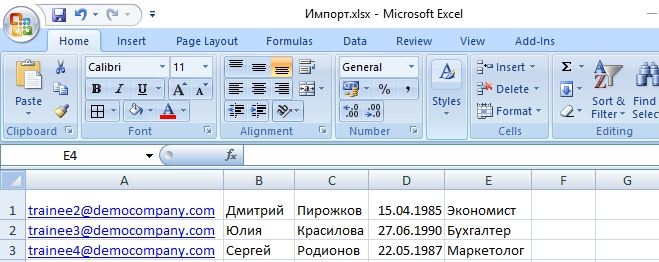 Импорт.xlsx - Microsoft Excel
Home Insert Page Layout Formulas Data Review View Add-Ins
Calibri 11 General Insert Σ
Paste B I U A A % , Styles Delete Sort & Find
A .00 Format Filter Selec
Clipboard Font Alignment Number Cells Editing
E4 fx
A B C D E F G
1 trainee2@democompany.com Дмитрий Пирожков 15.04.1985 Экономист
2 trainee3@democompany.com Юлия Красилова 27.06.1990 Бухгалтер
3 trainee4@democompany.com Сергей Родионов 22.05.1987 Маркетолог